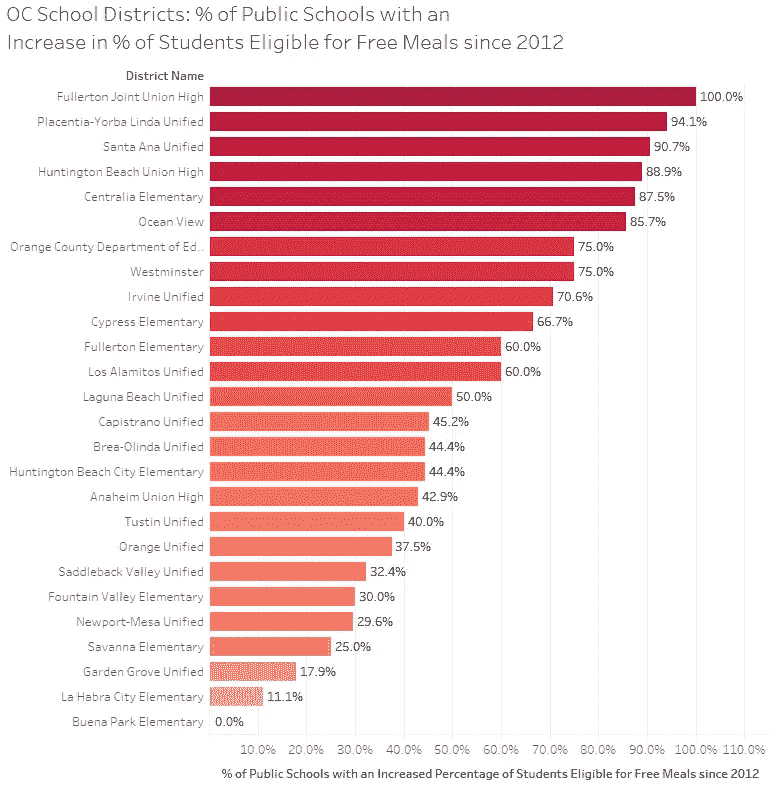 OC School Districts: % of Public Schools with an
Increase in % of Students Eligible for Free Meals since 2012
District Name
Fullerton Joint Union High 100.0%
Placentia-Yorba Linda Unified 94.1%
Santa Ana Unified 90.7%
Huntington Beach Union High 88.9%
Centralia Elementary 87.5%
Ocean View 85.7%
Orange County Department of Ed.. 75.0%
Westminster 75.0%
Irvine Unified 70.6%
Cypress Elementary 66.7%
Fullerton Elementary 60.0%
Los Alamitos Unified 60.0%
Laguna Beach Unified 50.0%
Capistrano Unified 45.2%
Brea-Olinda Unified 44.4%
Huntington Beach City Elementary 44.4%
Anaheim Union High 42.9%
Tustin Unified 40.0%
Orange Unified 37.5%
Saddleback Valley Unified 32.4%
Fountain Valley Elementary 30.0%
Newport-Mesa Unified 29.6%
Savanna Elementary 25.0%
Garden Grove Unified 17.9%
La Habra City Elementary 11.1%
Buena Park Elementary 0.0%
10.0% 20.0% 30.0% 40.0% 50.0% 60.0% 70.0% 80.0% 90.0% 100.0% 110.0%
% of Public Schools with an Increased Percentage of Students Eligible for Free Meals since 2012